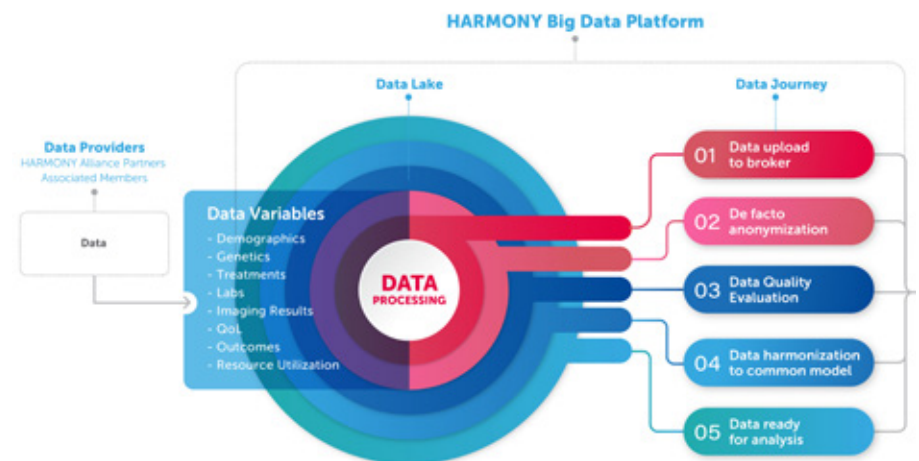 HARMONY Big Data Platform
Data Lake
Data Journey
Data Providers
HARMONY Alliance Partners
Associated Members
Data
Data Variables
- Demographics
- Genetics
- Treatments
- Labs
- Imaging Results
- QoL
- Outcomes
- Resource Utilization
DATA
PROCESSING
01 Data upload
to broker
02 De facto
anonymization
03 Data Quality
Evaluation
04 Data harmonization
to common model
05 Data ready
for analysis